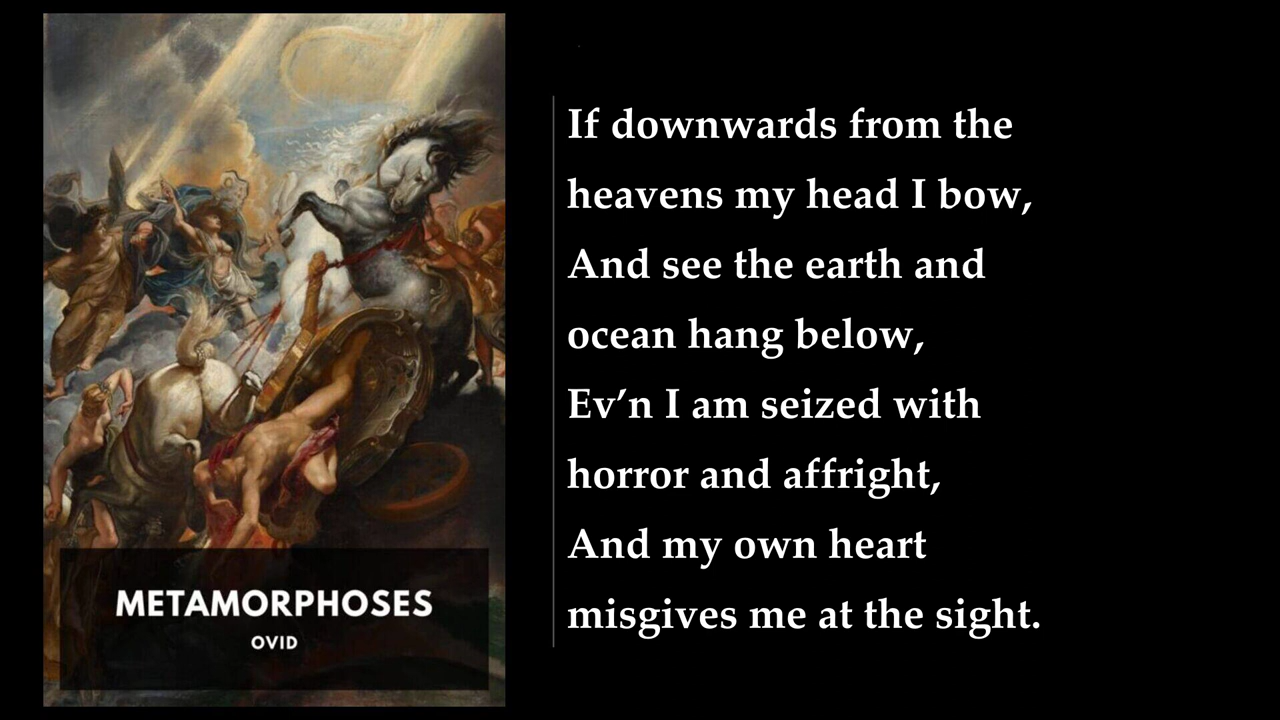 METAMORPHOSES
OVID
If downwards from the
heavens my head I bow,
And see the earth and
ocean hang below,
Ev’n I am seized with
horror and affright,
And my own heart
misgives me at the sight.